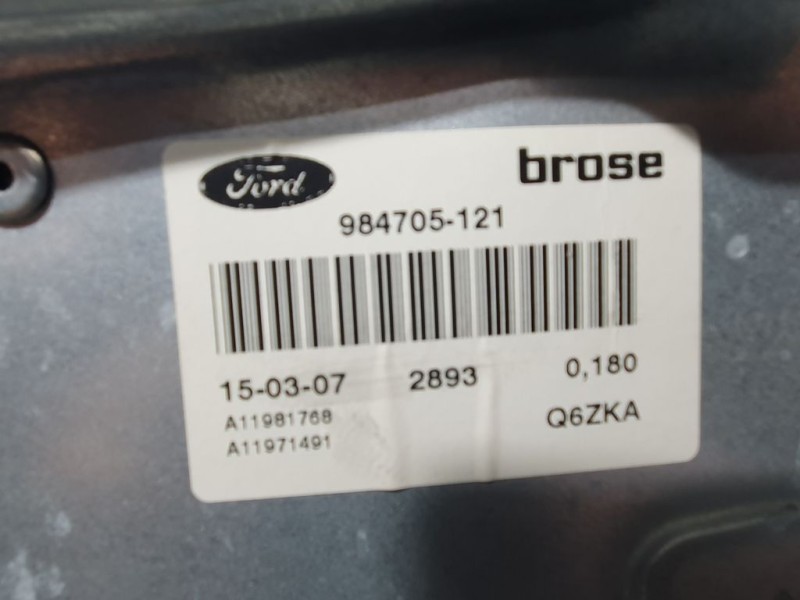 Ford
brose
984705-121
15-03-07 2893 0,180
A11981768
A11971491
Q6ZKA